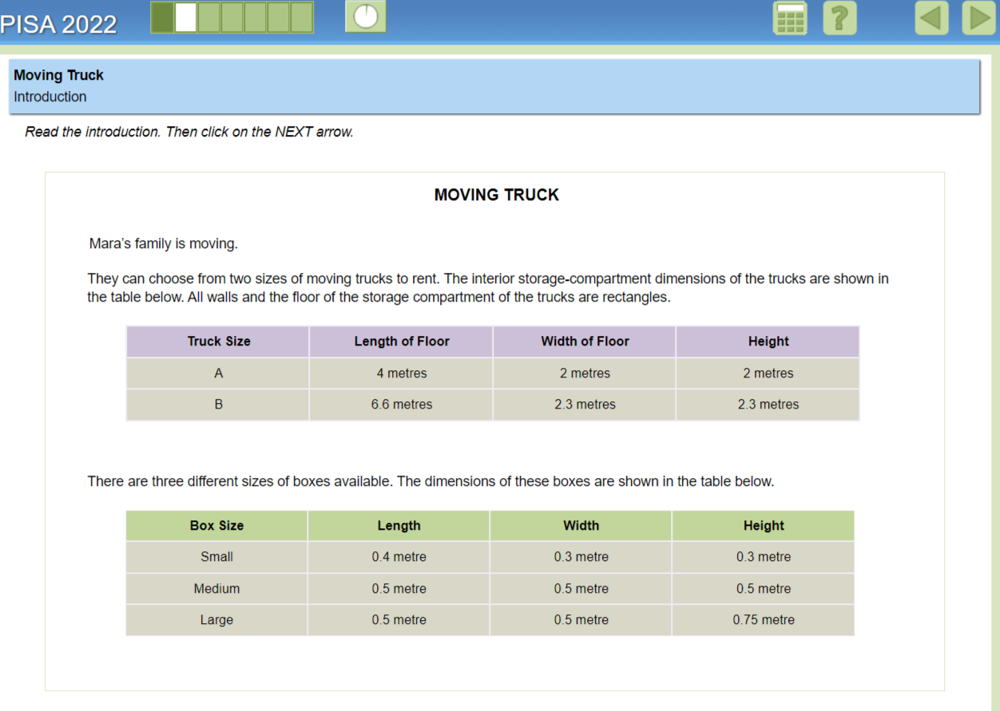 PISA 2022
?
Moving Truck
Introduction
Read the introduction. Then click on the NEXT arrow.
MOVING TRUCK
Mara's family is moving.
They can choose from two sizes of moving trucks to rent. The interior storage-compartment dimensions of the trucks are shown in
the table below. All walls and the floor of the storage compartment of the trucks are rectangles.
Truck Size Length of Floor Width of Floor Height
A 4 metres 2 metres 2 metres
B 6.6 metres 2.3 metres 2.3 metres
There are three different sizes of boxes available. The dimensions of these boxes are shown in the table below.
Box Size Length Width Height
Small 0.4 metre 0.3 metre 0.3 metre
Medium 0.5 metre 0.5 metre 0.5 metre
Large 0.5 metre 0.5 metre 0.75 metre